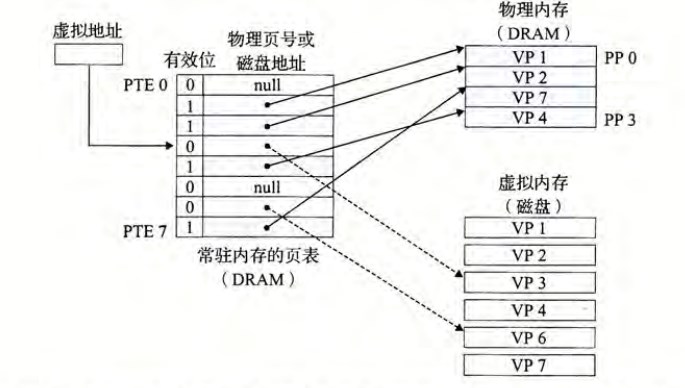 虚拟地址
有效位
物理页号或
磁盘地址
PTE 0
0
null
1
1
0
1
0
null
0
PTE 7
1
常驻内存的页表
(DRAM)
物理内存
(DRAM)
VP 1
PP 0
VP 2
VP 7
VP 4
PP 3
虚拟内存
(磁盘)
VP 1
VP 2
VP 3
VP 4
VP 6
VP 7